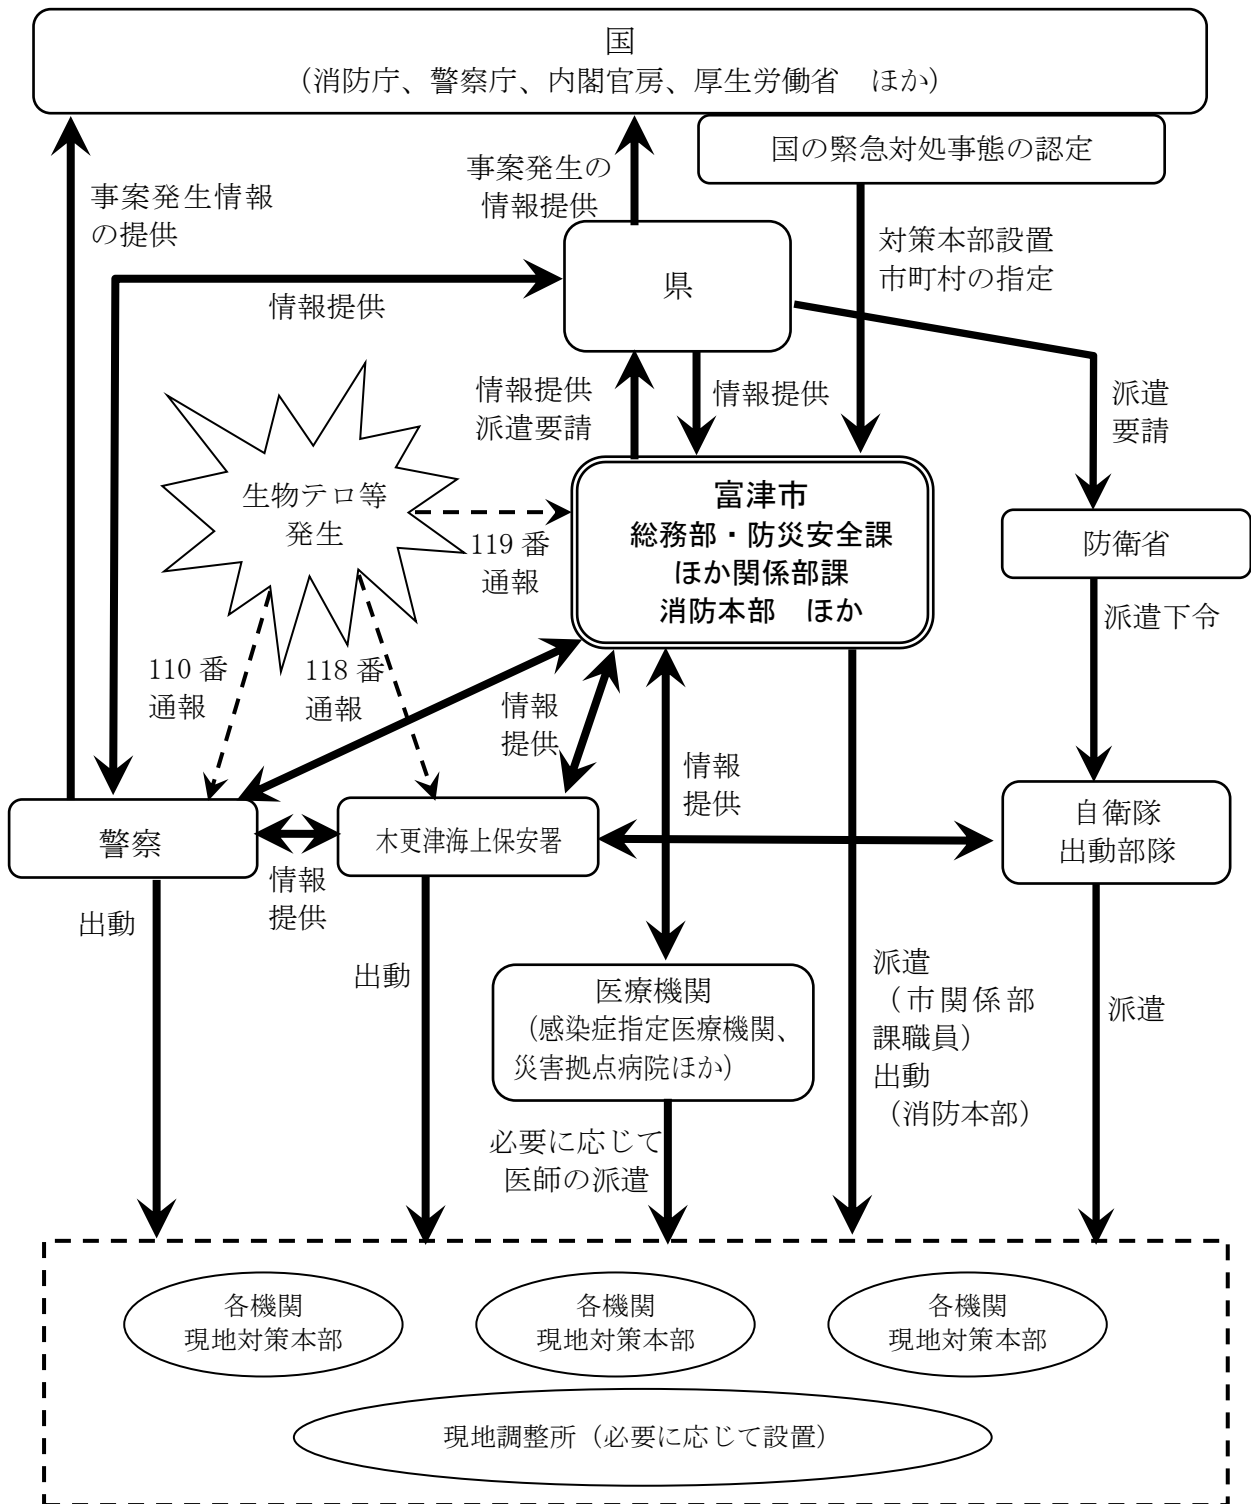 国
（消防庁、警察庁、内閣官房、厚生労働省　ほか）
国の緊急対処事態の認定
事案発生情報
の提供
事案発生の
情報提供
対策本部設置
市町村の指定
県
情報提供
情報提供
派遣要請
情報提供
派遣
要請
生物テロ等
発生
富津市
総務部・防災安全課
ほか関係部課
消防本部　ほか
119 番
通報
防衛省
派遣下令
110 番
通報
118 番
通報
情報
提供
情報
提供
警察
木更津海上保安署
自衛隊
出動部隊
情報
提供
出動
出動
医療機関
（感染症指定医療機関、
災害拠点病院ほか）
派遣
（市関係部
課職員）
出動
（消防本部）
派遣
必要に応じて
医師の派遣
各機関
現地対策本部
各機関
現地対策本部
各機関
現地対策本部
現地調整所（必要に応じて設置）